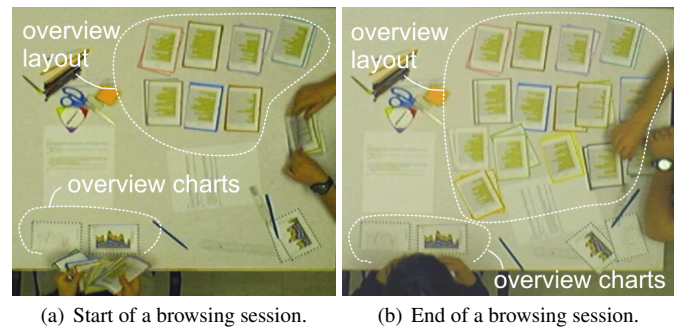 overview
layout
overview charts
(a) Start of a browsing session.
overview
layout
overview charts
(b) End of a browsing session.